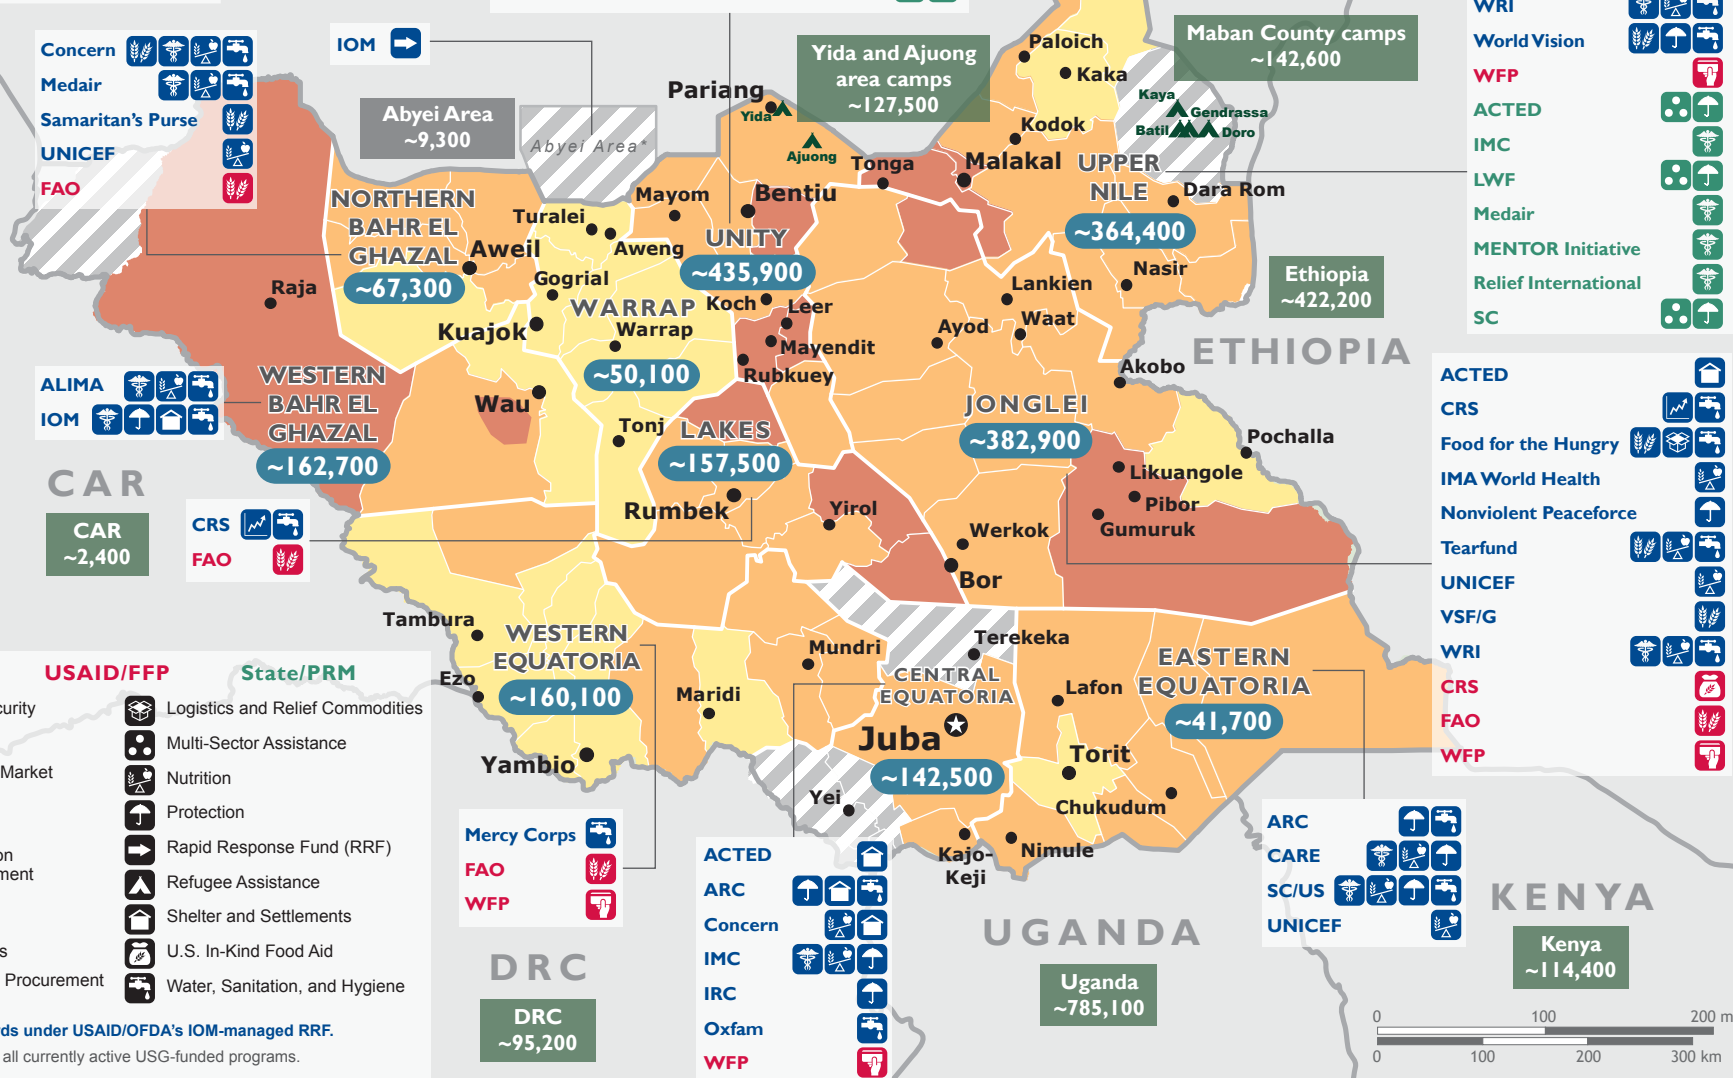 Concern
Medair
Samaritan's Purse
UNICEF
FAO
IOM
Abyei Area
~9,300
Abyei Area*
Pariang
Yida
Ajuong
Yida and Ajuong
area camps
~127,500
Paloich
Kaka
Maban County camps
~142,600
Kaya
Gendrassa
Batil
Doro
WRI
World Vision
WFP
ACTED
IMC
LWF
Medair
MENTOR Initiative
Relief International
SC
Kodok
Tonga
Malakal
UPPER
NILE
~364,400
Dara Rom
Nasir
NORTHERN
BAHR EL
GHAZAL
~67,300
Aweil
Turalei
Aweng
Mayom
Bentiu
UNITY
~435,900
Gogrial
Koch
Leer
Lankien
Waat
Ayod
Ethiopia
~422,200
ETHIOPIA
Raja
Kuajok
WARRAP
Warrap
~50,100
Mayendit
Rubkuey
Akobo
ALIMA
IOM
WESTERN
BAHR EL
GHAZAL
~162,700
Wau
Tonj
LAKES
~157,500
Rumbek
Yirol
JONGLEI
~382,900
Pochalla
Likuangole
Pibor
Gumuruk
Werkok
Bor
ACTED
CRS
Food for the Hungry
IMA World Health
Nonviolent Peaceforce
Tearfund
UNICEF
VSF/G
WRI
CRS
FAO
WFP
CAR
CAR
~2,400
CRS
FAO
Tambura
WESTERN
EQUATORIA
~160,100
Ezo
Yambio
Maridi
Mundri
Terekeka
CENTRAL
EQUATORIA
Juba
~142,500
Lafon
EASTERN
EQUATORIA
~41,700
Torit
Chukudum
Yei
Kajo-
Keji
Nimule
USAID/FFP
State/PRM
curity
Logistics and Relief Commodities
Multi-Sector Assistance
Market
Nutrition
Protection
Rapid Response Fund (RRF)
on
ment
Refugee Assistance
Shelter and Settlements
s
U.S. In-Kind Food Aid
Procurement
Water, Sanitation, and Hygiene
rds under USAID/OFDA's IOM-managed RRF.
all currently active USG-funded programs.
Mercy Corps
FAO
WFP
DRC
DRC
~95,200
ACTED
ARC
Concern
IMC
IRC
Oxfam
WFP
UGANDA
Uganda
~785,100
ARC
CARE
SC/US
UNICEF
KENYA
Kenya
~114,400
0 100 200 m
0 100 200 300 km